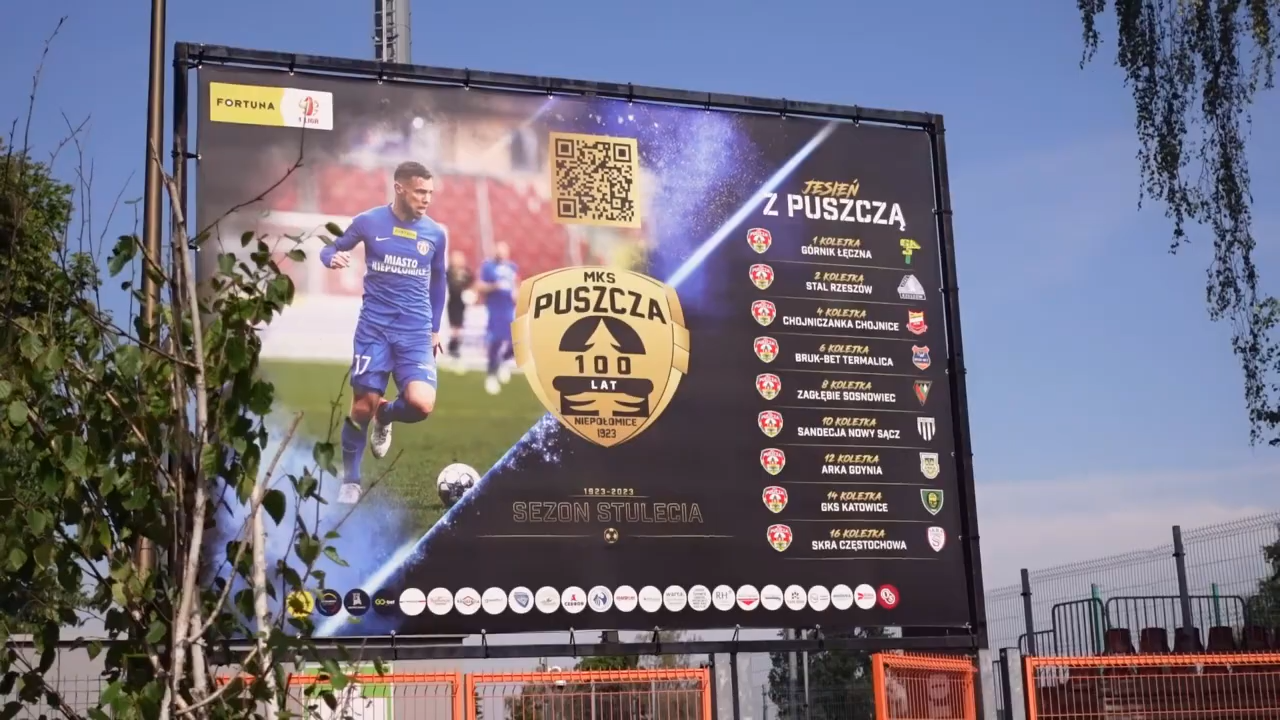 FORTUNA
1 LIGA
JESIEŃ
Z PUSZCZĄ
1 KOLEJKA
GÓRNIK ŁĘCZNA
2 KOLEJKA
STAL RZESZÓW
4 KOLEJKA
CHOJNICZANKA CHOJNICE
6 KOLEJKA
BRUK-BET TERMALICA
8 KOLEJKA
ZAGŁĘBIE SOSNOWIEC
10 KOLEJKA
SANDECJA NOWY SĄCZ
12 KOLEJKA
ARKA GDYNIA
14 KOLEJKA
GKS KATOWICE
16 KOLEJKA
SKRA CZĘSTOCHOWA
MIASTO
NIEPOŁOMICE
17
MKS
PUSZCZA
100
LAT
NIEPOŁOMICE
1923
1923-2023
SEZON STULECIA